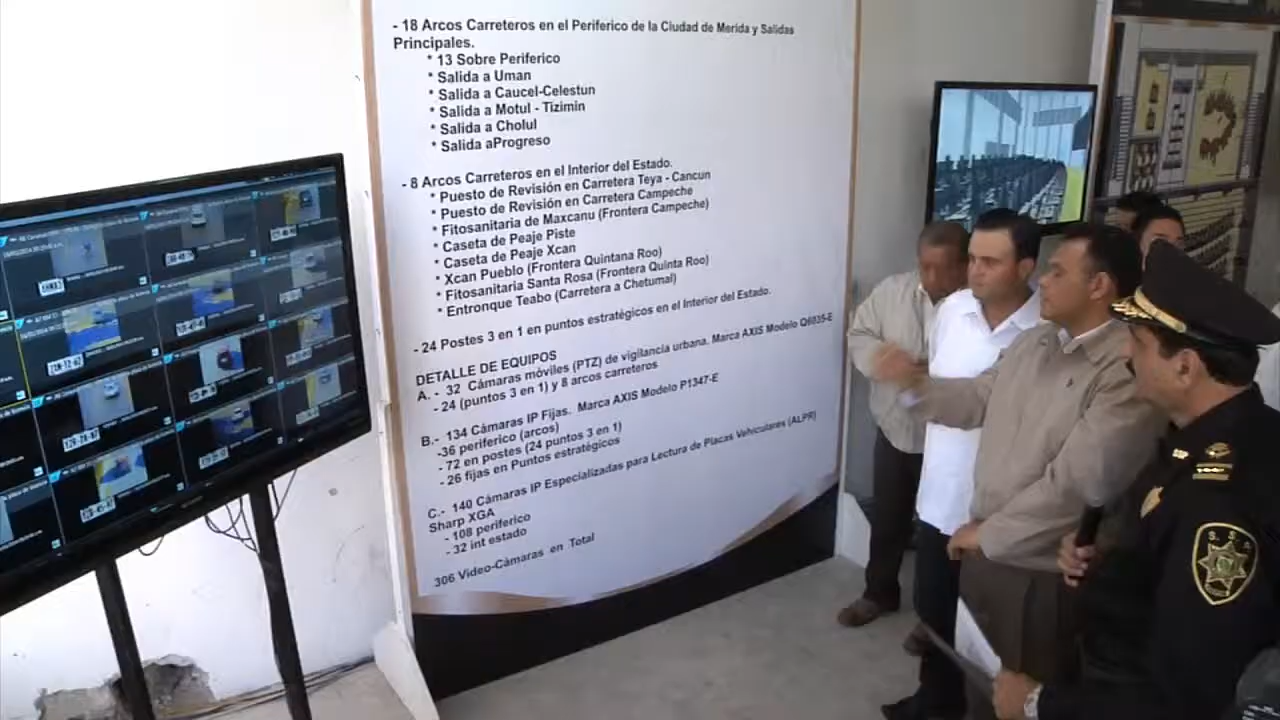 - 18 Arcos Carreteros en el Periferico de la Ciudad de Merida y Salidas
Principales.
* 13 Sobre Periferico
* Salida a Uman
* Salida a Caucel-Celestun
* Salida a Motul - Tizimin
* Salida a Cholul
* Salida aProgreso
- 8 Arcos Carreteros en el Interior del Estado.
* Puesto de Revisión en Carretera Teya - Cancun
* Puesto de Revisión en Carretera Campeche
* Fitosanitaria de Maxcanu (Frontera Campeche)
* Caseta de Peaje Piste
* Caseta de Peaje Xcan
* Xcan Pueblo (Frontera Quintana Roo)
* Fitosanitaria Santa Rosa (Frontera Quinta Roo)
* Entronque Teabo (Carretera a Chetumal)
- 24 Postes 3 en 1 en puntos estratégicos en el Interior del Estado.
DETALLE DE EQUIPOS
A. - 32 Cámaras móviles (PTZ) de vigilancia urbana. Marca AXIS Modelo Q6035-E
- 24 (puntos 3 en 1) y 8 arcos carreteros
B.- 134 Cámaras IP Fijas. Marca AXIS Modelo P1347-E
-36 periferico (arcos)
- 72 en postes (24 puntos 3 en 1)
- 26 fijas en Puntos estratégicos
C.- 140 Cámaras IP Especializadas para Lectura de Placas Vehiculares (ALPR)
Sharp XGA
- 108 periferico
- 32 int estado
306 Video-Cámaras en Total